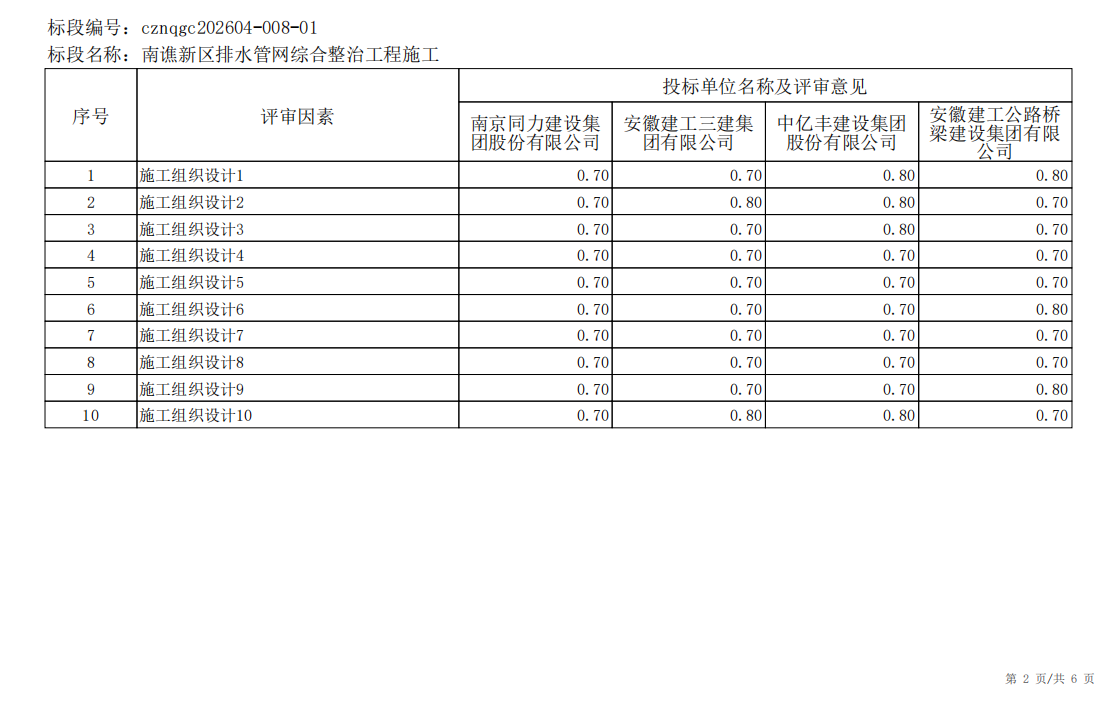 标段编号：cznqgc202604-008-01
标段名称：南谯新区排水管网综合整治工程施工
序号 评审因素 投标单位名称及评审意见
南京同力建设集团股份有限公司 安徽建工三建集团有限公司 中亿丰建设集团股份有限公司 安徽建工公路桥梁建设集团有限公司
1 施工组织设计1 0.70 0.70 0.80 0.80
2 施工组织设计2 0.70 0.80 0.80 0.70
3 施工组织设计3 0.70 0.70 0.80 0.70
4 施工组织设计4 0.70 0.70 0.70 0.70
5 施工组织设计5 0.70 0.70 0.70 0.70
6 施工组织设计6 0.70 0.70 0.70 0.80
7 施工组织设计7 0.70 0.70 0.70 0.70
8 施工组织设计8 0.70 0.70 0.70 0.70
9 施工组织设计9 0.70 0.70 0.70 0.80
10 施工组织设计10 0.70 0.80 0.80 0.70
第 2 页/共 6 页